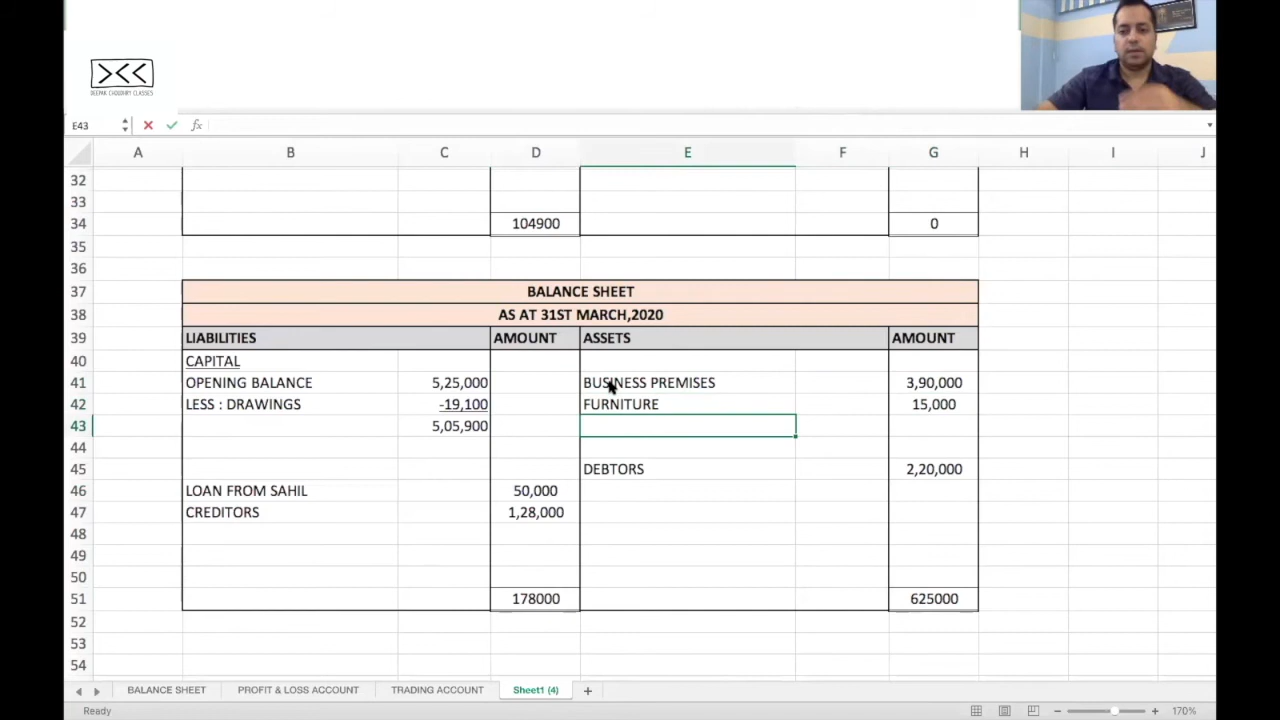 DEEPAK CHOUDHRY CLASSES
E43 fx
A B C D E F G H I J
32
33
34 104900 0
35
36
37 BALANCE SHEET
38 AS AT 31ST MARCH,2020
39 LIABILITIES AMOUNT ASSETS AMOUNT
40 CAPITAL
41 OPENING BALANCE 5,25,000 BUSINESS PREMISES 3,90,000
42 LESS : DRAWINGS -19,100 FURNITURE 15,000
43 5,05,900
44
45 DEBTORS 2,20,000
46 LOAN FROM SAHIL 50,000
47 CREDITORS 1,28,000
48
49
50
51 178000 625000
52
53
54
BALANCE SHEET PROFIT & LOSS ACCOUNT TRADING ACCOUNT Sheet1 (4) +
Ready 170%